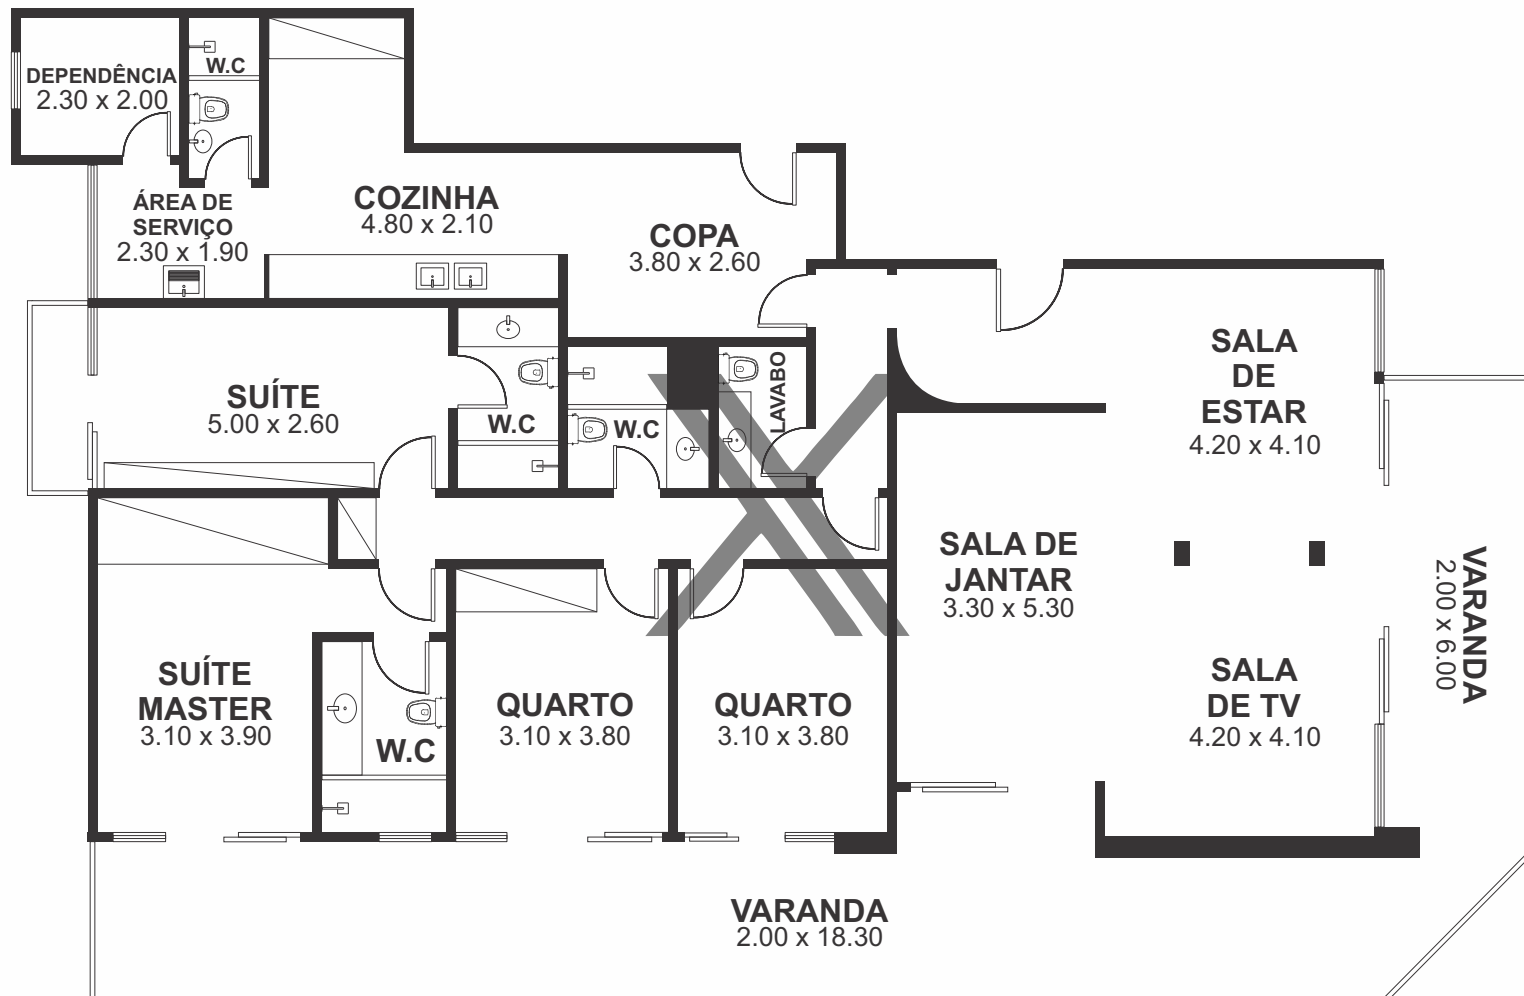 DEPENDÊNCIA
2.30 x 2.00
W.C
ÁREA DE
SERVIÇO
2.30 x 1.90
COZINHA
4.80 x 2.10
COPA
3.80 x 2.60
SUÍTE
5.00 x 2.60
W.C
W.C
LAVABO
SALA
DE
ESTAR
4.20 x 4.10
SALA DE
JANTAR
3.30 x 5.30
VARANDA
2.00 x 6.00
SUÍTE
MASTER
3.10 x 3.90
W.C
QUARTO
3.10 x 3.80
QUARTO
3.10 x 3.80
SALA
DE TV
4.20 x 4.10
VARANDA
2.00 x 18.30